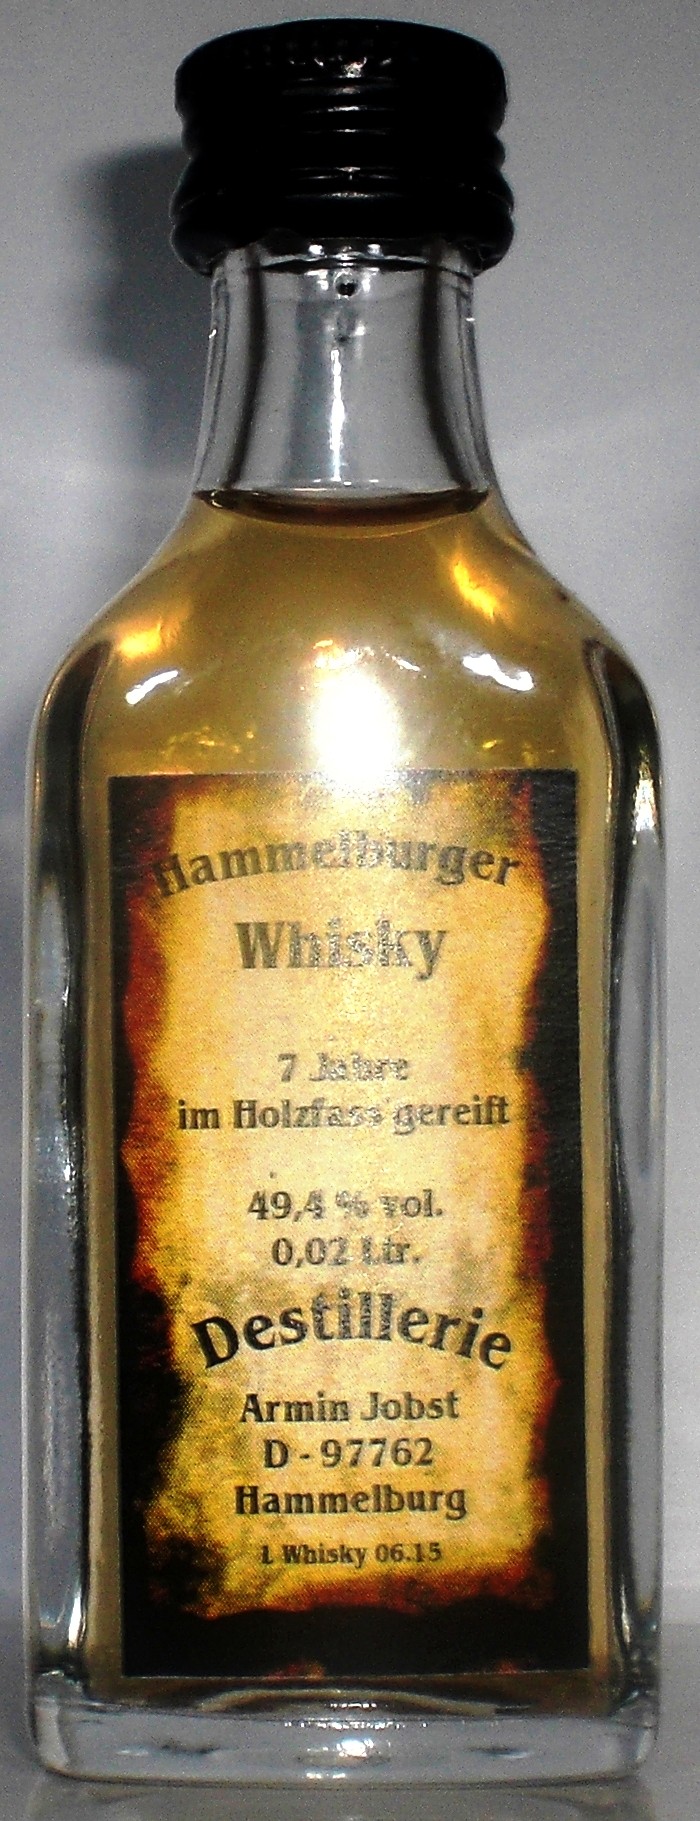 Hammelburger
Whisky
7 Jahre
im Holzfass gereift
49,4 % vol.
0,02 Ltr.
Destillerie
Armin Jobst
D - 97762
Hammelburg
L Whisky 06.15